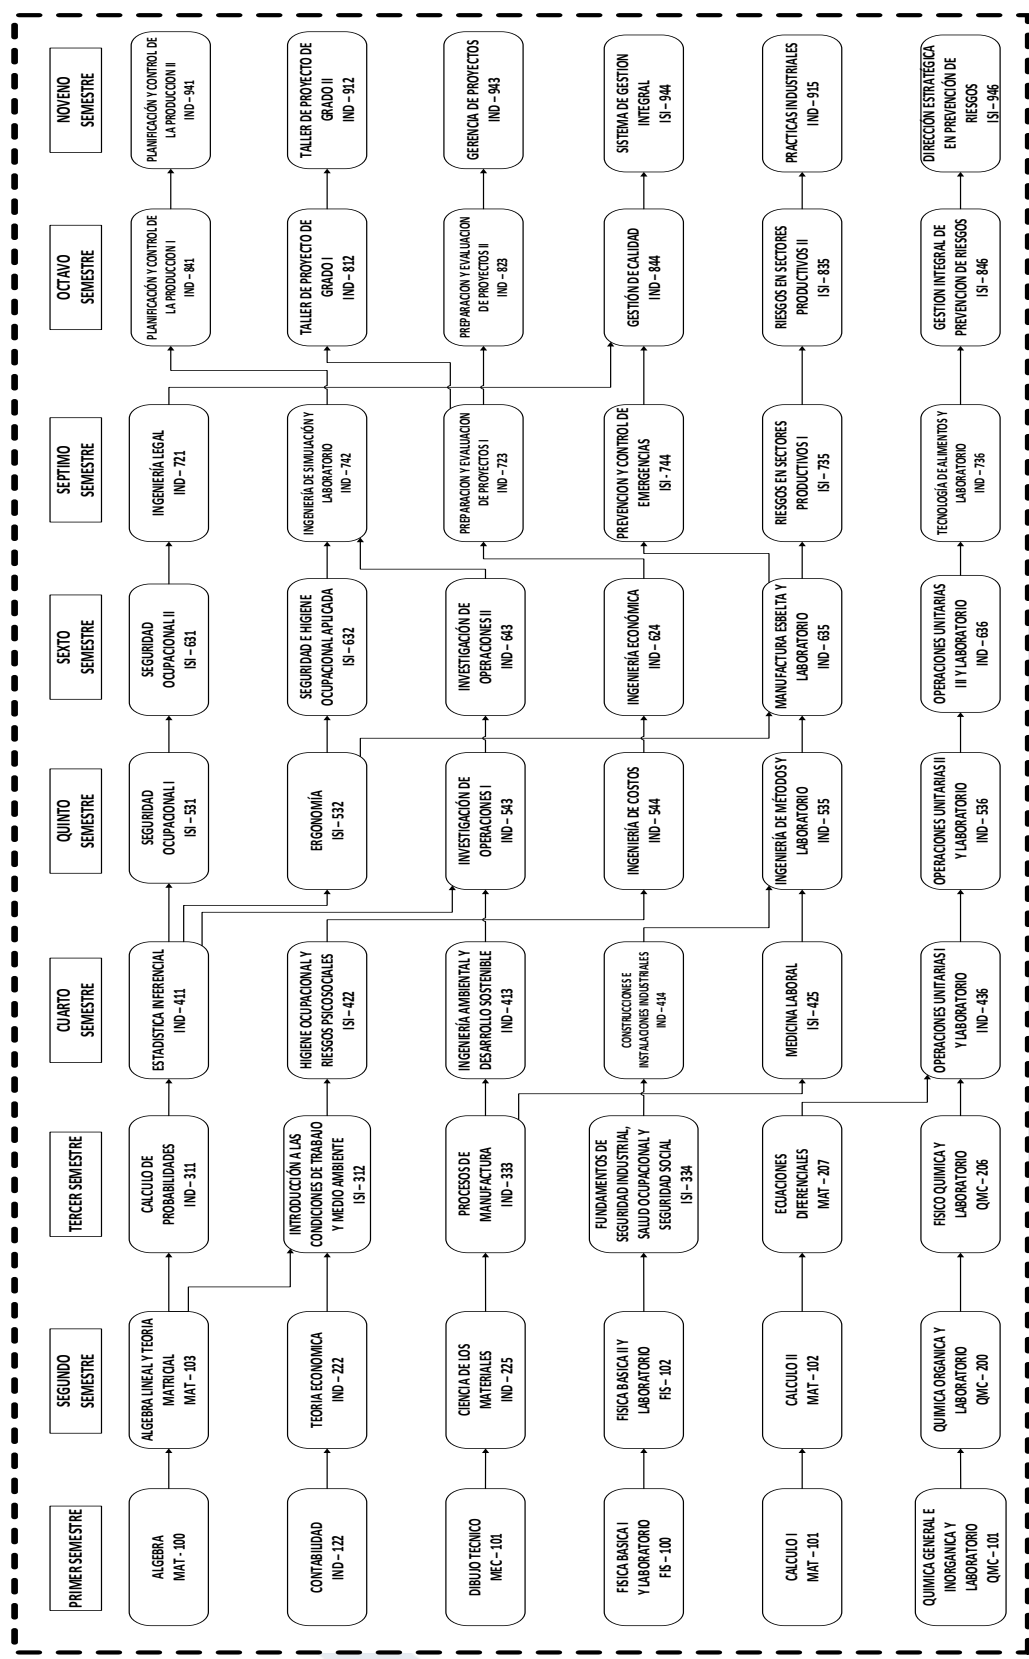 PRIMER SEMESTRE
SEGUNDO
SEMESTRE
TERCER SEMESTRE
CUARTO
SEMESTRE
QUINTO
SEMESTRE
SEXTO
SEMESTRE
SEPTIMO
SEMESTRE
OCTAVO
SEMESTRE
NOVENO
SEMESTRE
ALGEBRA
MAT - 100
ALGEBRA LINEAL Y TEORIA
MATRICIAL
MAT – 103
CALCULO DE
PROBABILIDADES
IND – 311
ESTADISTICA INFERENCIAL
IND – 411
SEGURIDAD
OCUPACIONAL I
ISI – 531
SEGURIDAD
OCUPACIONAL II
ISI – 631
INGENIERÍA LEGAL
IND – 721
PLANIFICACIÓN Y CONTROL DE
LA PRODUCCION I
IND – 841
PLANIFICACIÓN Y CONTROL DE
LA PRODUCCION II
IND – 941
CONTABILIDAD
IND – 122
TEORIA ECONOMICA
IND – 222
INTRODUCCIÓN A LAS
CONDICIONES DE TRABAJO
Y MEDIO AMBIENTE
ISI – 312
HIGIENE OCUPACIONAL Y
RIESGOS PSICOSOCIALES
ISI – 422
ERGONOMÍA
ISI – 532
SEGURIDAD E HIGIENE
OCUPACIONAL APLICADA
ISI – 632
INGENIERÍA DE SIMULACIÓN Y
LABORATORIO
IND – 742
TALLER DE PROYECTO DE
GRADO I
IND – 812
TALLER DE PROYECTO DE
GRADO II
IND – 912
DIBUJO TECNICO
MEC – 101
CIENCIA DE LOS
MATERIALES
IND – 225
PROCESOS DE
MANUFACTURA
IND – 333
INGENIERÍA AMBIENTAL Y
DESARROLLO SOSTENIBLE
IND – 413
INVESTIGACIÓN DE
OPERACIONES I
IND – 543
INVESTIGACIÓN DE
OPERACIONES II
IND – 643
PREPARACION Y EVALUACION
DE PROYECTOS I
IND – 723
PREPARACION Y EVALUACION
DE PROYECTOS II
IND – 823
GERENCIA DE PROYECTOS
IND – 943
FISICA BASICA I
Y LABORATORIO
FIS – 100
FISICA BASICA II Y
LABORATORIO
FIS – 102
FUNDAMENTOS DE
SEGURIDAD INDUSTRIAL,
SALUD OCUPACIONAL Y
SEGURIDAD SOCIAL
ISI – 334
CONSTRUCCIONES E
INSTALACIONES INDUSTRIALES
IND – 414
INGENIERÍA DE COSTOS
IND – 544
INGENIERÍA ECONÓMICA
IND – 624
PREVENCION Y CONTROL DE
EMERGENCIAS
ISI - 744
GESTIÓN DE CALIDAD
IND – 844
SISTEMA DE GESTION
INTEGRAL
ISI – 944
CALCULO I
MAT – 101
CALCULO II
MAT – 102
ECUACIONES
DIFERENCIALES
MAT – 207
MEDICINA LABORAL
ISI – 425
INGENIERÍA DE MÉTODOS Y
LABORATORIO
IND – 535
MANUFACTURA ESBELTA Y
LABORATORIO
IND – 635
RIESGOS EN SECTORES
PRODUCTIVOS I
ISI – 735
RIESGOS EN SECTORES
PRODUCTIVOS II
ISI – 835
PRACTICAS INDUSTRIALES
IND – 915
QUIMICA GENERAL E
INORGANICA Y
LABORATORIO
QMC – 101
QUIMICA ORGANICA Y
LABORATORIO
QMC – 200
FISICO QUIMICA Y
LABORATORIO
QMC – 206
OPERACIONES UNITARIAS I
Y LABORATORIO
IND – 436
OPERACIONES UNITARIAS II
Y LABORATORIO
IND – 536
OPERACIONES UNITARIAS
III Y LABORATORIO
IND – 636
TECNOLOGÍA DE ALIMENTOS Y
LABORATORIO
IND – 736
GESTION INTEGRAL DE
PREVENCION DE RIESGOS
ISI – 846
DIRECCIÓN ESTRATÉGICA
EN PREVENCIÓN DE
RIESGOS
ISI – 946